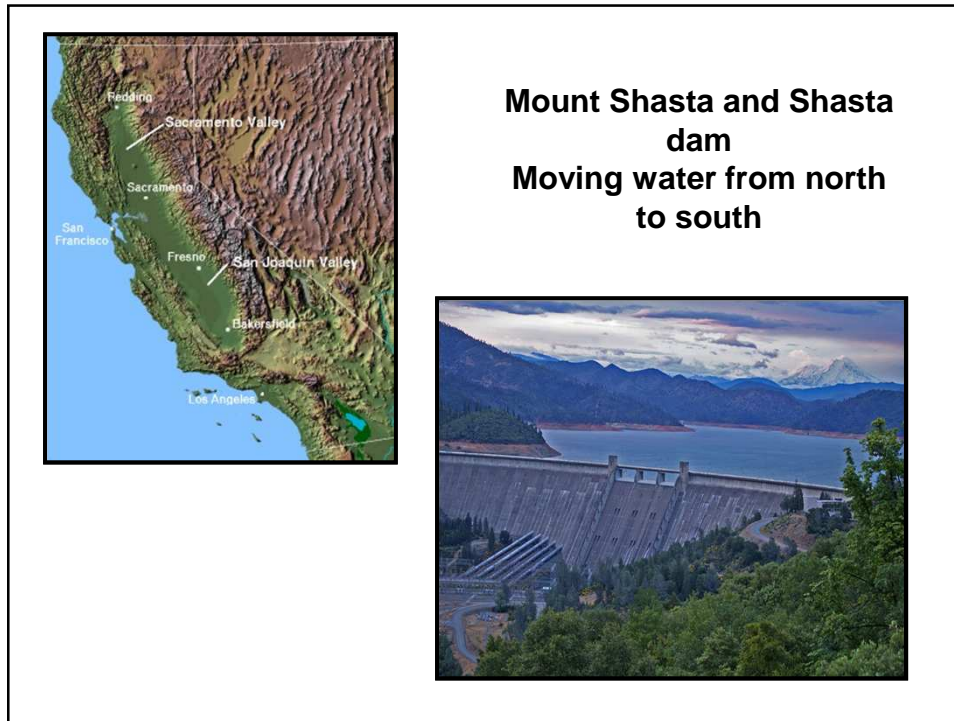 Redding
Sacramento Valley
Sacramento
San
Francisco
Fresno
San Joaquin Valley
Bakersfield
Los Angeles
Mount Shasta and Shasta
dam
Moving water from north
to south